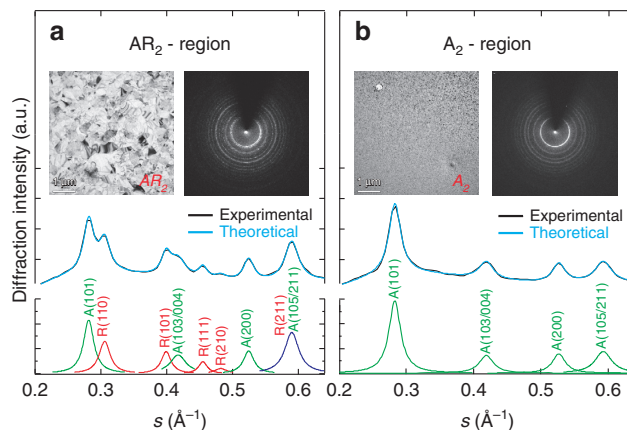 a
AR₂ - region
4 µm
AR₂
Experimental
Theoretical
A(101)
R(110)
R(101)
A(103/004)
R(111)
R(210)
A(200)
R(211)
A(105/211)
0.2 0.3 0.4 0.5 0.6
s (Å⁻¹)
Diffraction intensity (a.u.)
b
A₂ - region
1 µm
A₂
Experimental
Theoretical
A(101)
A(103/004)
A(200)
A(105/211)
0.2 0.3 0.4 0.5 0.6
s (Å⁻¹)